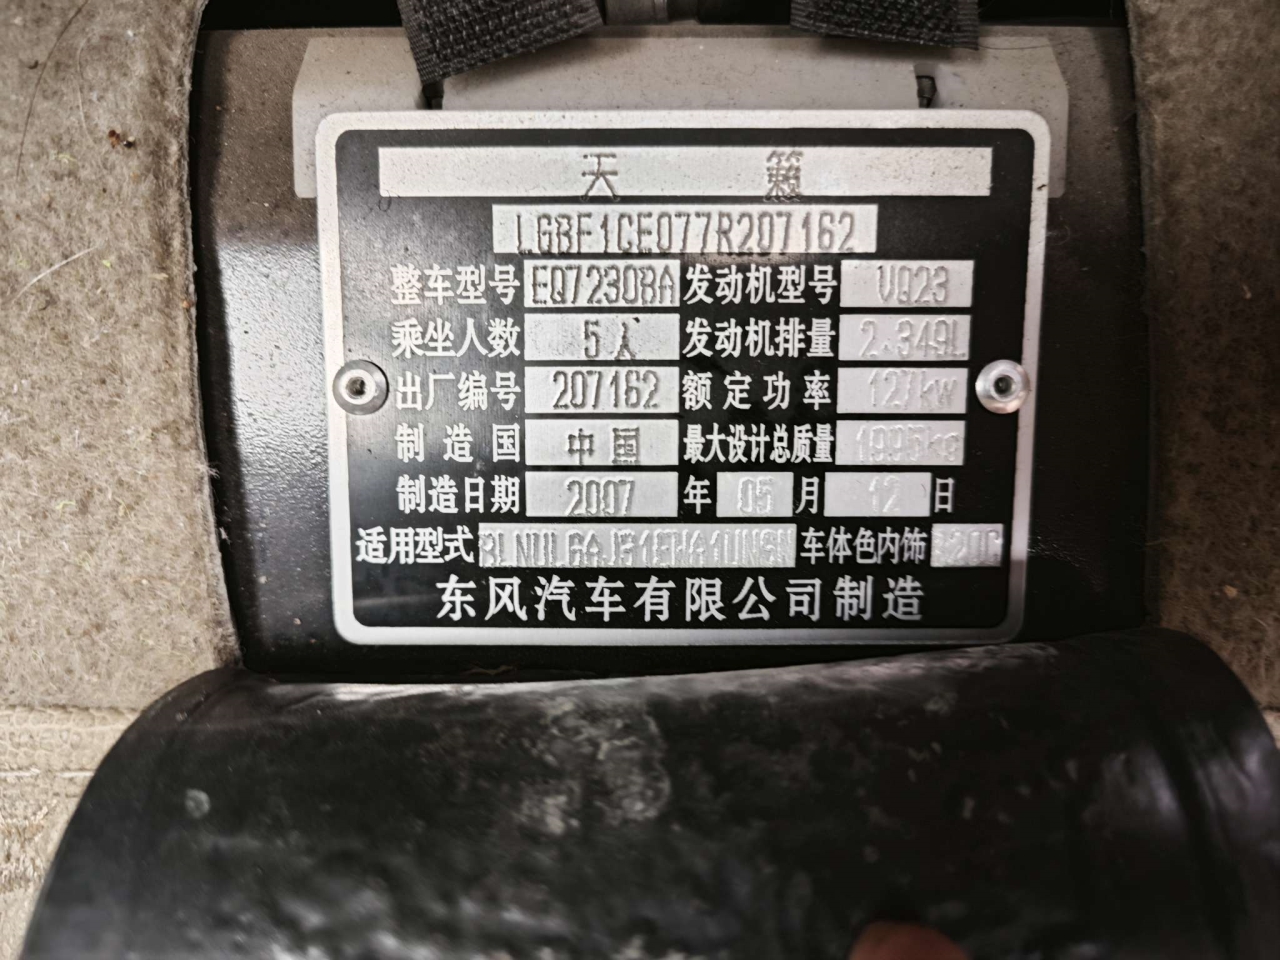 天籁
LGBF1CE077R207162
整车型号 EQ7230BA 发动机型号 VQ23
乘坐人数 5人 发动机排量 2.349L
出厂编号 207162 额定功率 127kw
制造国 中国 最大设计总质量 1995kg
制造日期 2007 年 05 月 12 日
适用型式 车体色内饰
东风汽车有限公司制造